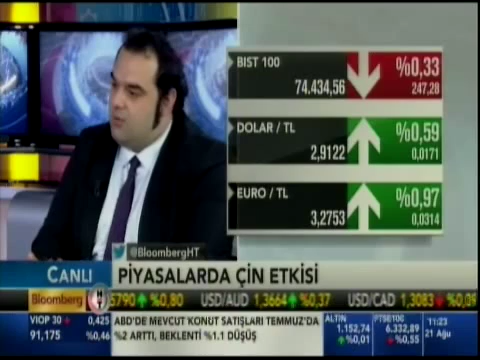 BIST 100
74.434,56
%0,33
247,28
DOLAR / TL
2,9122
%0,59
0,0171
EURO / TL
3,2753
%0,97
0,0314
@BloombergHT
CANLI
PİYASALARDA ÇİN ETKİSİ
Bloomberg HT
5790 %0,80 USD/AUD 1,3664 %0,37 USD/CAD 1,3083 %0,09
VIOP 30 0,425
91,175 %0,46
ABD'DE MEVCUT KONUT SATIŞLARI TEMMUZ'DA
%2 ARTTI, BEKLENTİ %1.1 DÜŞÜŞ
ALTIN
1.152,74
%0,01
FTSE100
6.332,89
%0,55
11:23
21 Ağu